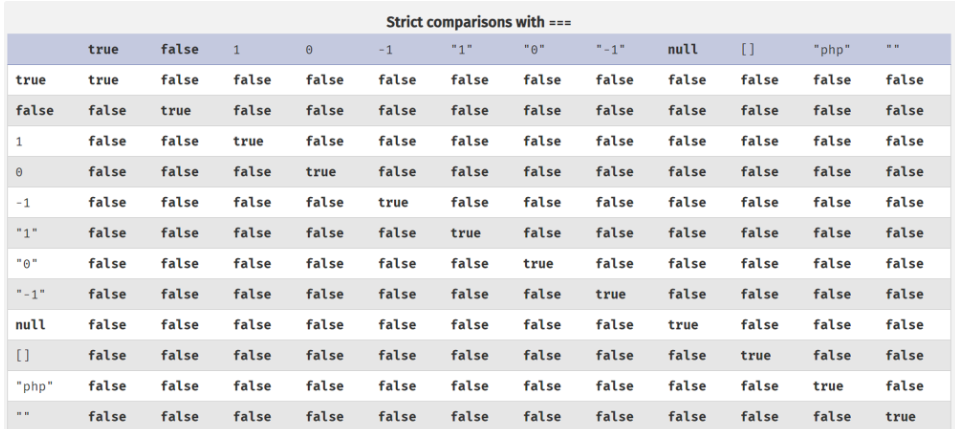 Strict comparisons with ===
true false 1 0 -1 "1" "0" "-1" null [] "php" ""
true true false false false false false false false false false false false
false false true false false false false false false false false false false
1 false false true false false false false false false false false false
0 false false false true false false false false false false false false
-1 false false false false true false false false false false false false
"1" false false false false false true false false false false false false
"0" false false false false false false true false false false false false
"-1" false false false false false false false true false false false false
null false false false false false false false false true false false false
[] false false false false false false false false false true false false
"php" false false false false false false false false false false true false
"" false false false false false false false false false false false true